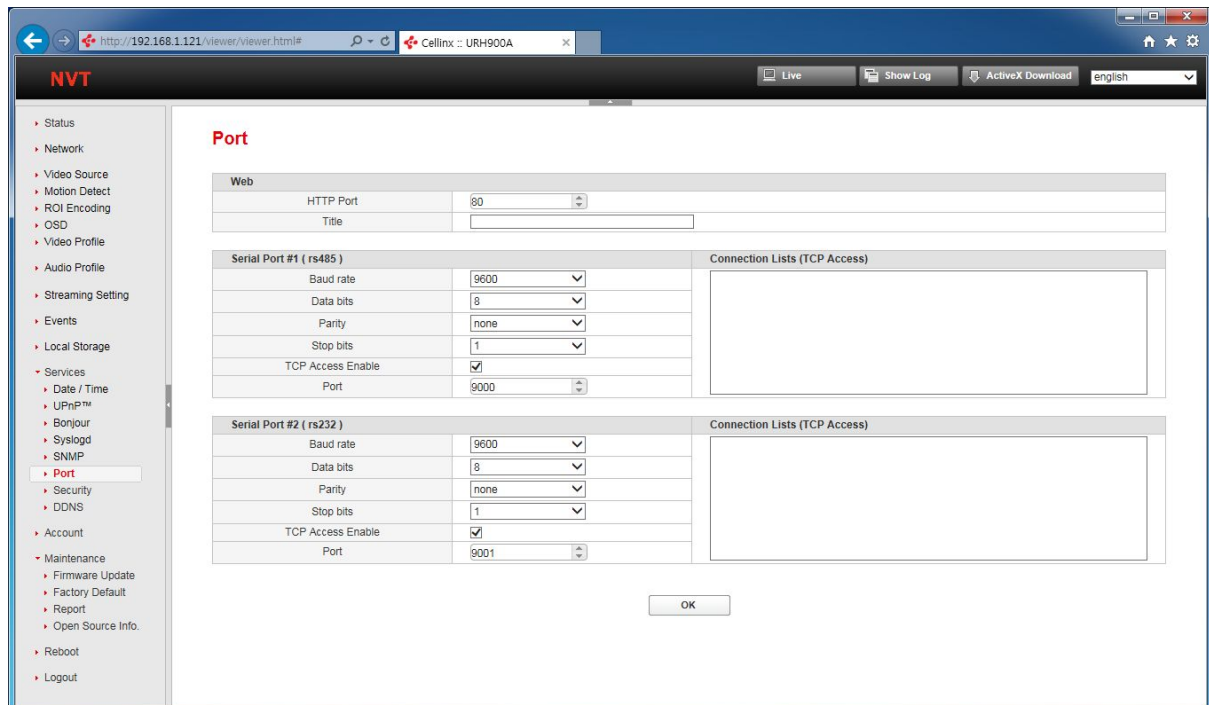 http://192.168.1.121/viewer/viewer.html#
Cellinx :: URH900A
NVT
Live
Show Log
ActiveX Download
english
Status
Network
Video Source
Motion Detect
ROI Encoding
OSD
Video Profile
Audio Profile
Streaming Setting
Events
Local Storage
Services
Date / Time
UPnP™
Bonjour
Syslogd
SNMP
Port
Security
DDNS
Account
Maintenance
Firmware Update
Factory Default
Report
Open Source Info.
Reboot
Logout
Port
Web
HTTP Port 80
Title
Serial Port #1 ( rs485 ) Connection Lists (TCP Access)
Baud rate 9600
Data bits 8
Parity none
Stop bits 1
TCP Access Enable
Port 9000
Serial Port #2 ( rs232 ) Connection Lists (TCP Access)
Baud rate 9600
Data bits 8
Parity none
Stop bits 1
TCP Access Enable
Port 9001
OK